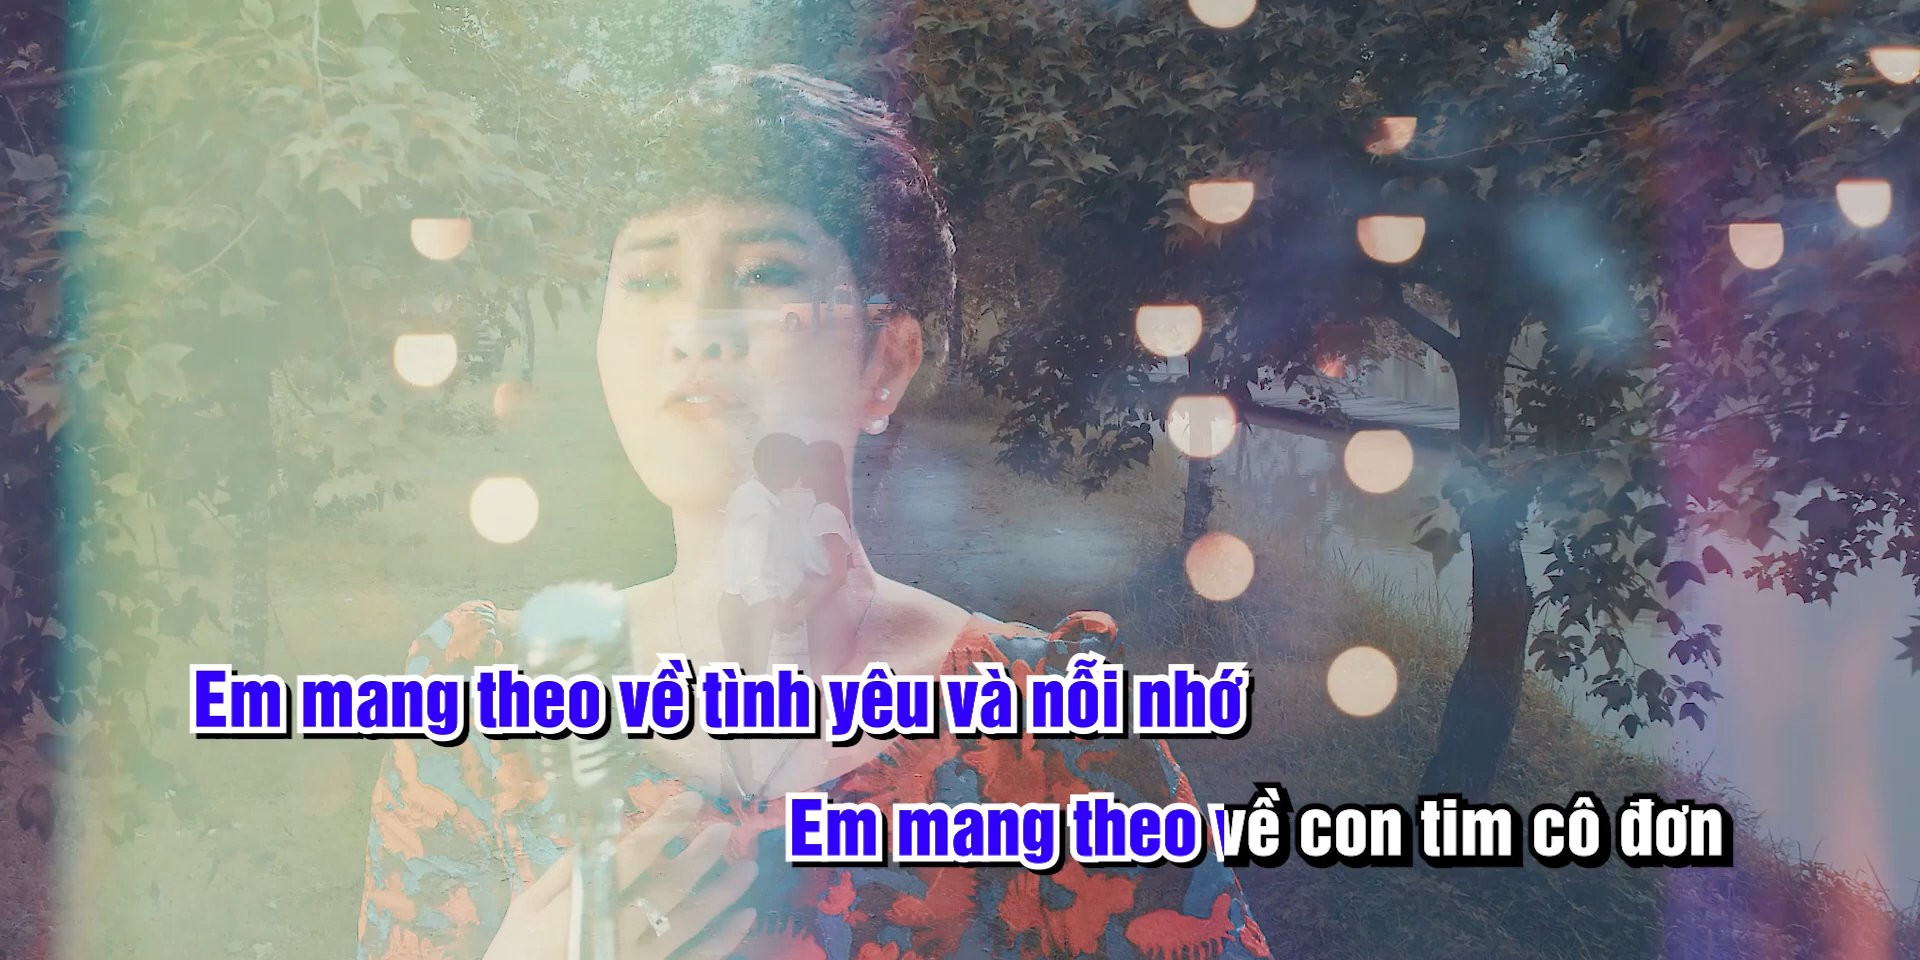 Em mang theo về tình yêu và nỗi nhớ
Em mang theo về con tim cô đơn